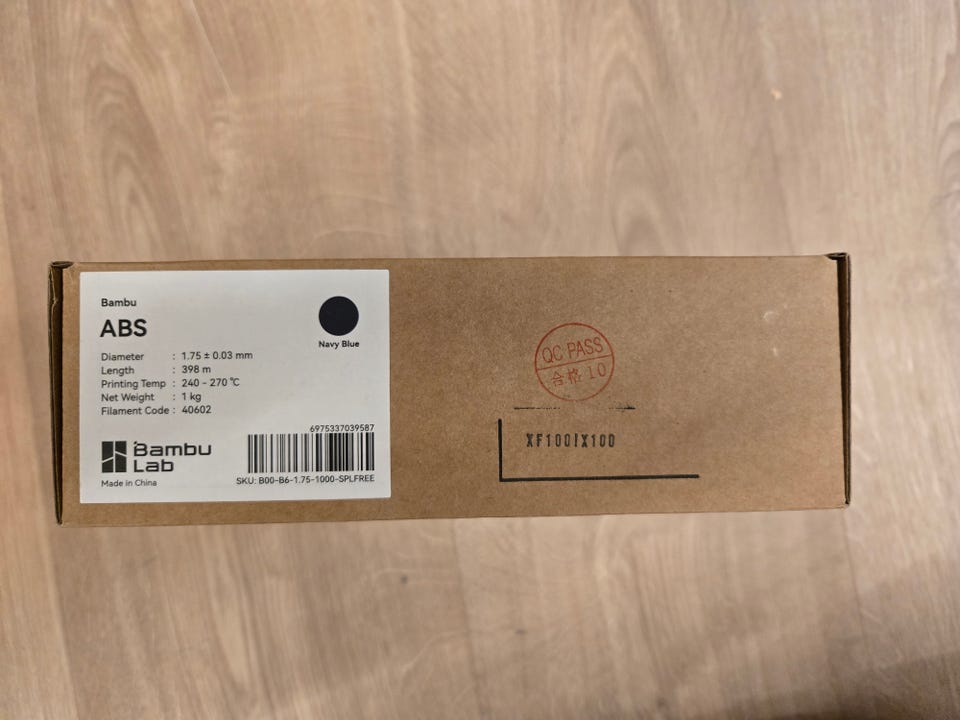 Bambu
ABS
Navy Blue
Diameter : 1.75 ± 0.03 mm
Length : 398 m
Printing Temp : 240 - 270 ℃
Net Weight : 1 kg
Filament Code : 40602
6975337039587
Bambu
Lab
SKU: B00-B6-1.75-1000-SPLFREE
Made in China
QC PASS
合格 10
XF100IX100